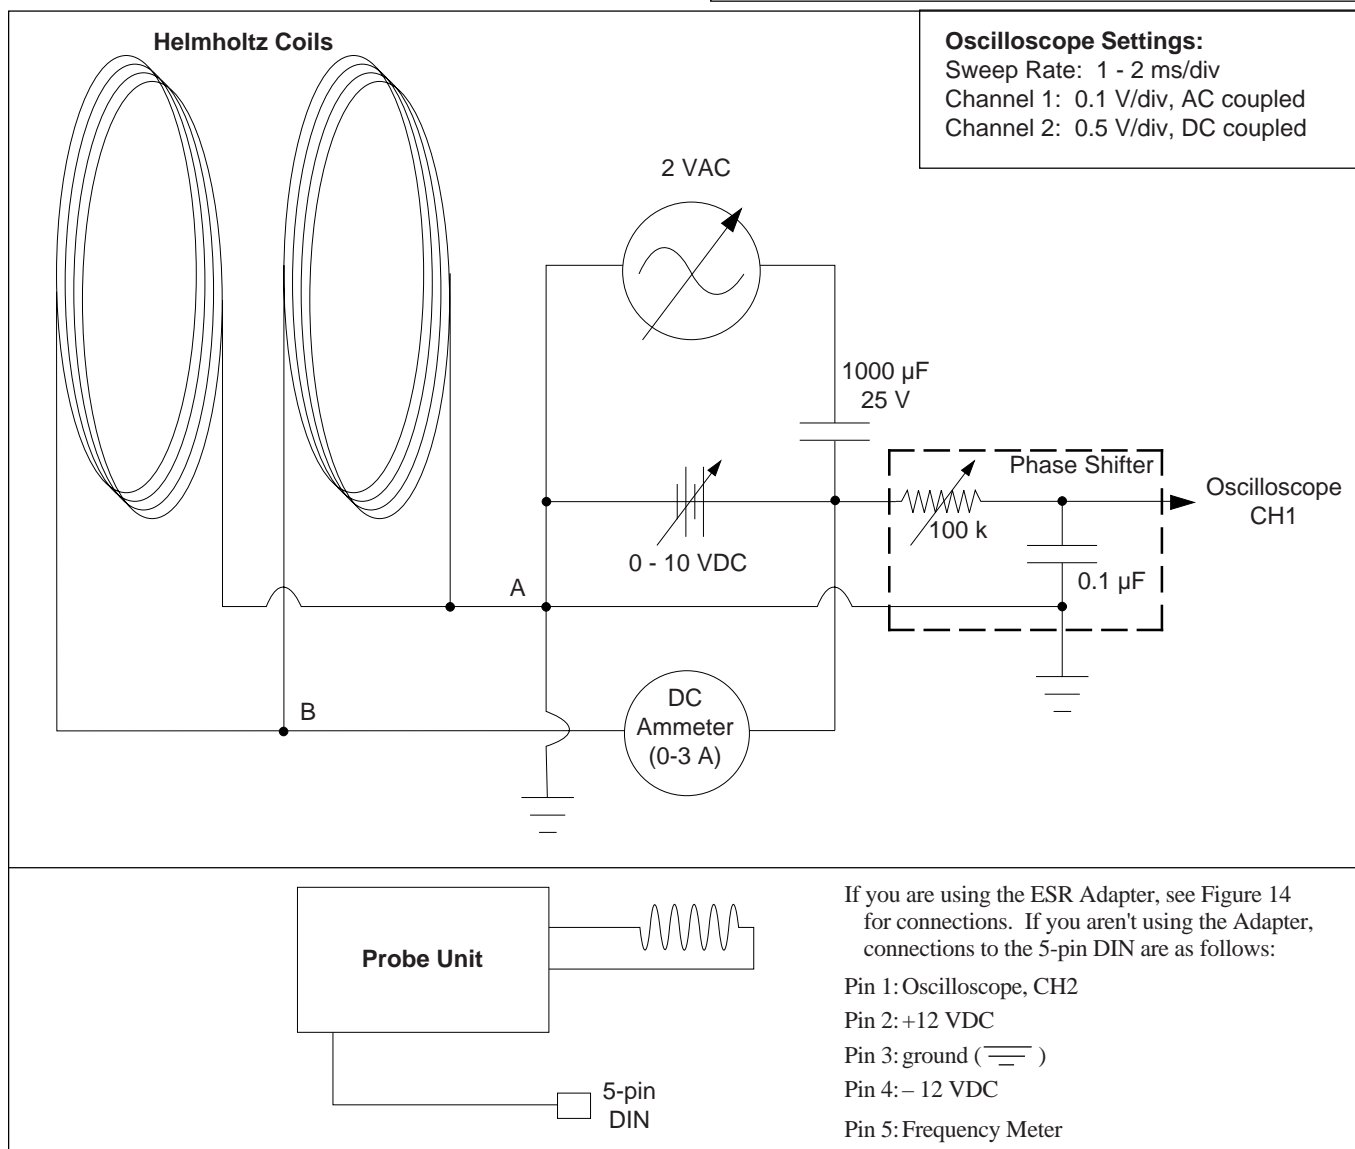 Helmholtz Coils
Oscilloscope Settings:
Sweep Rate: 1 - 2 ms/div
Channel 1: 0.1 V/div, AC coupled
Channel 2: 0.5 V/div, DC coupled
2 VAC
1000 µF
25 V
Phase Shifter
Oscilloscope
CH1
100 k
0 - 10 VDC
0.1 µF
A
B
DC
Ammeter
(0-3 A)
Probe Unit
5-pin
DIN
If you are using the ESR Adapter, see Figure 14
for connections. If you aren't using the Adapter,
connections to the 5-pin DIN are as follows:
Pin 1: Oscilloscope, CH2
Pin 2: +12 VDC
Pin 3: ground ( )
Pin 4: – 12 VDC
Pin 5: Frequency Meter